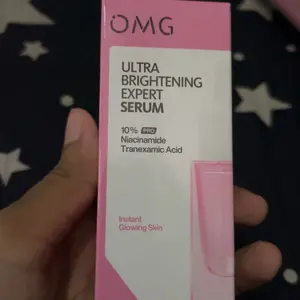 OMG
ULTRA
BRIGHTENING
EXPERT
SERUM
10% PRO
Niacinamide
Tranexamic Acid
Instant
Glowing Skin